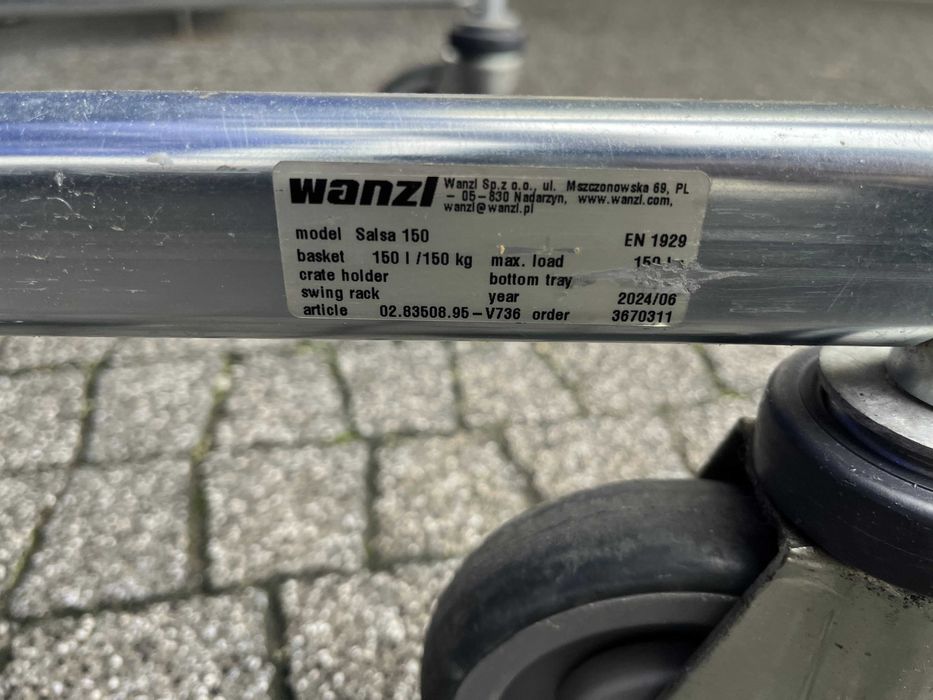 wanzl
Wanzl Sp.z o.o., ul. Mszczonowska 69, PL
– 05-830 Nadarzyn, www.wanzl.com,
wanzl@wanzl.pl
model Salsa 150 EN 1929
basket 150 l /150 kg max. load 150
crate holder bottom tray
swing rack year 2024/06
article 02.83508.95-V736 order 3670311